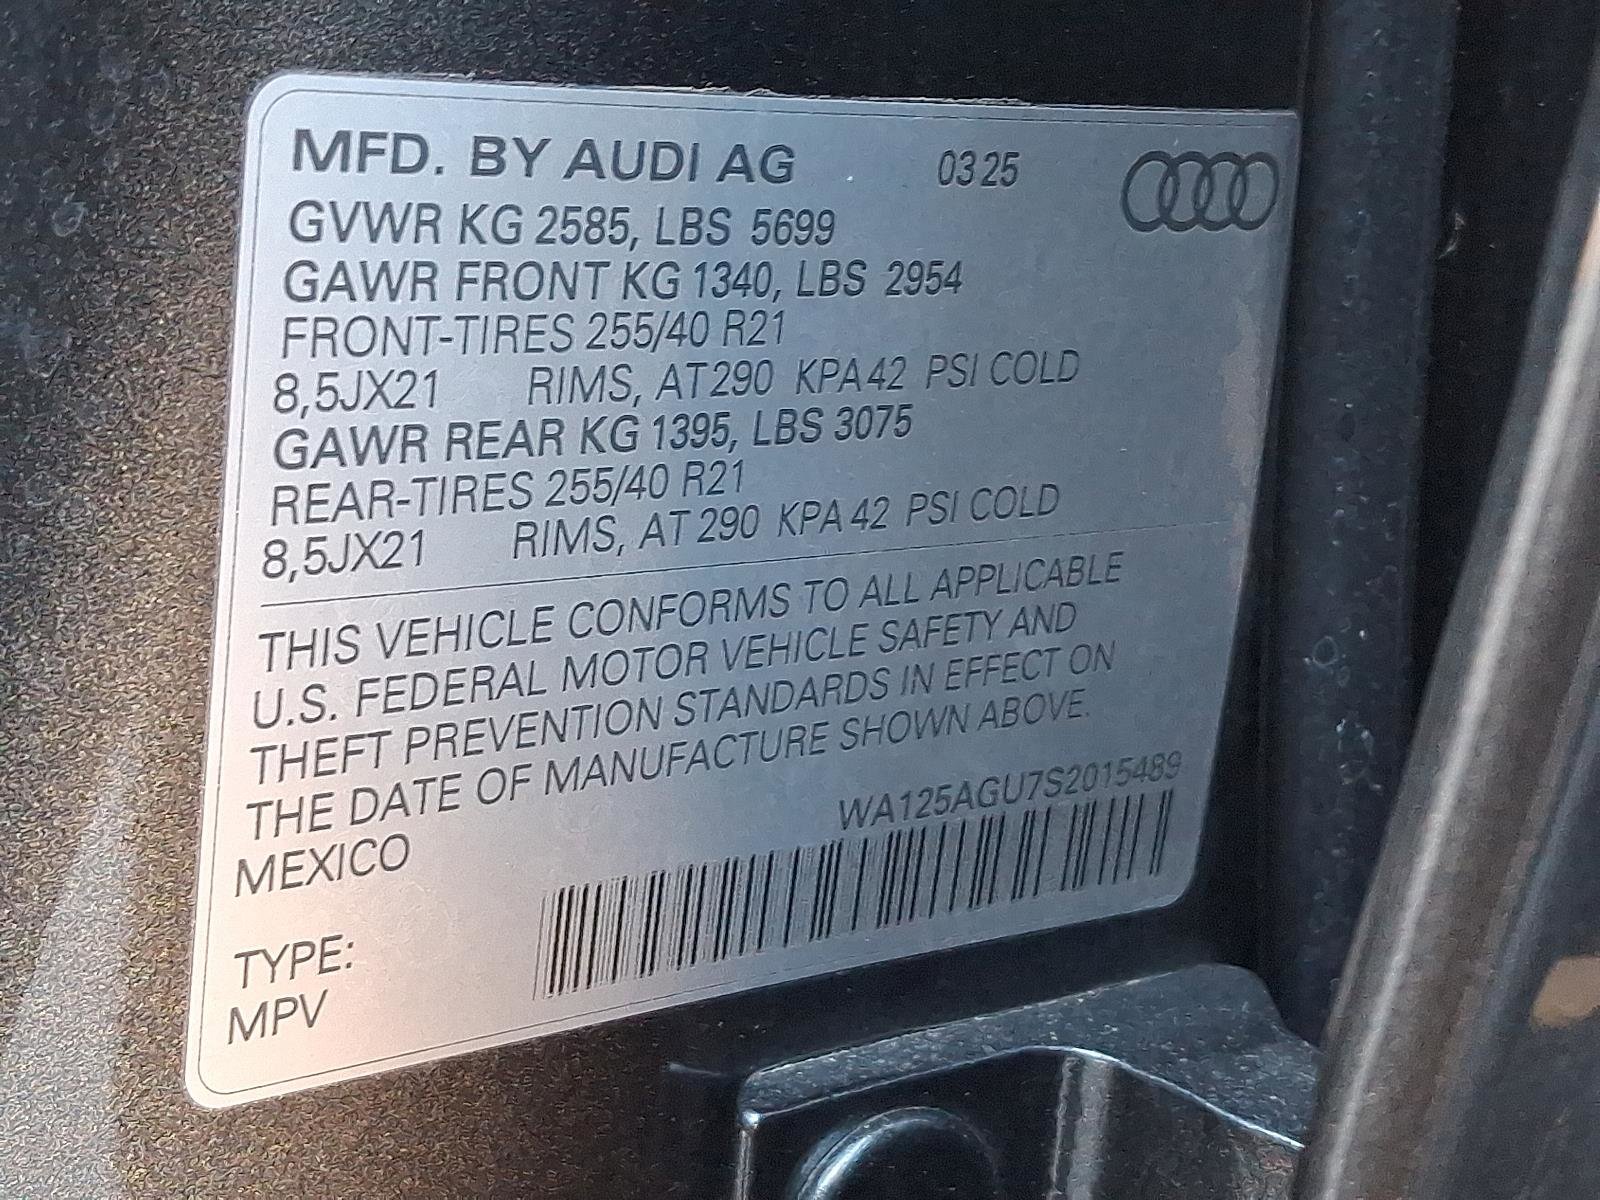 MFD. BY AUDI AG 03 25
GVWR KG 2585, LBS 5699
GAWR FRONT KG 1340, LBS 2954
FRONT-TIRES 255/40 R21
8,5JX21 RIMS, AT 290 KPA 42 PSI COLD
GAWR REAR KG 1395, LBS 3075
REAR-TIRES 255/40 R21
8,5JX21 RIMS, AT 290 KPA 42 PSI COLD
THIS VEHICLE CONFORMS TO ALL APPLICABLE
U.S. FEDERAL MOTOR VEHICLE SAFETY AND
THEFT PREVENTION STANDARDS IN EFFECT ON
THE DATE OF MANUFACTURE SHOWN ABOVE.
MEXICO WA125AGU7S2015489
TYPE:
MPV